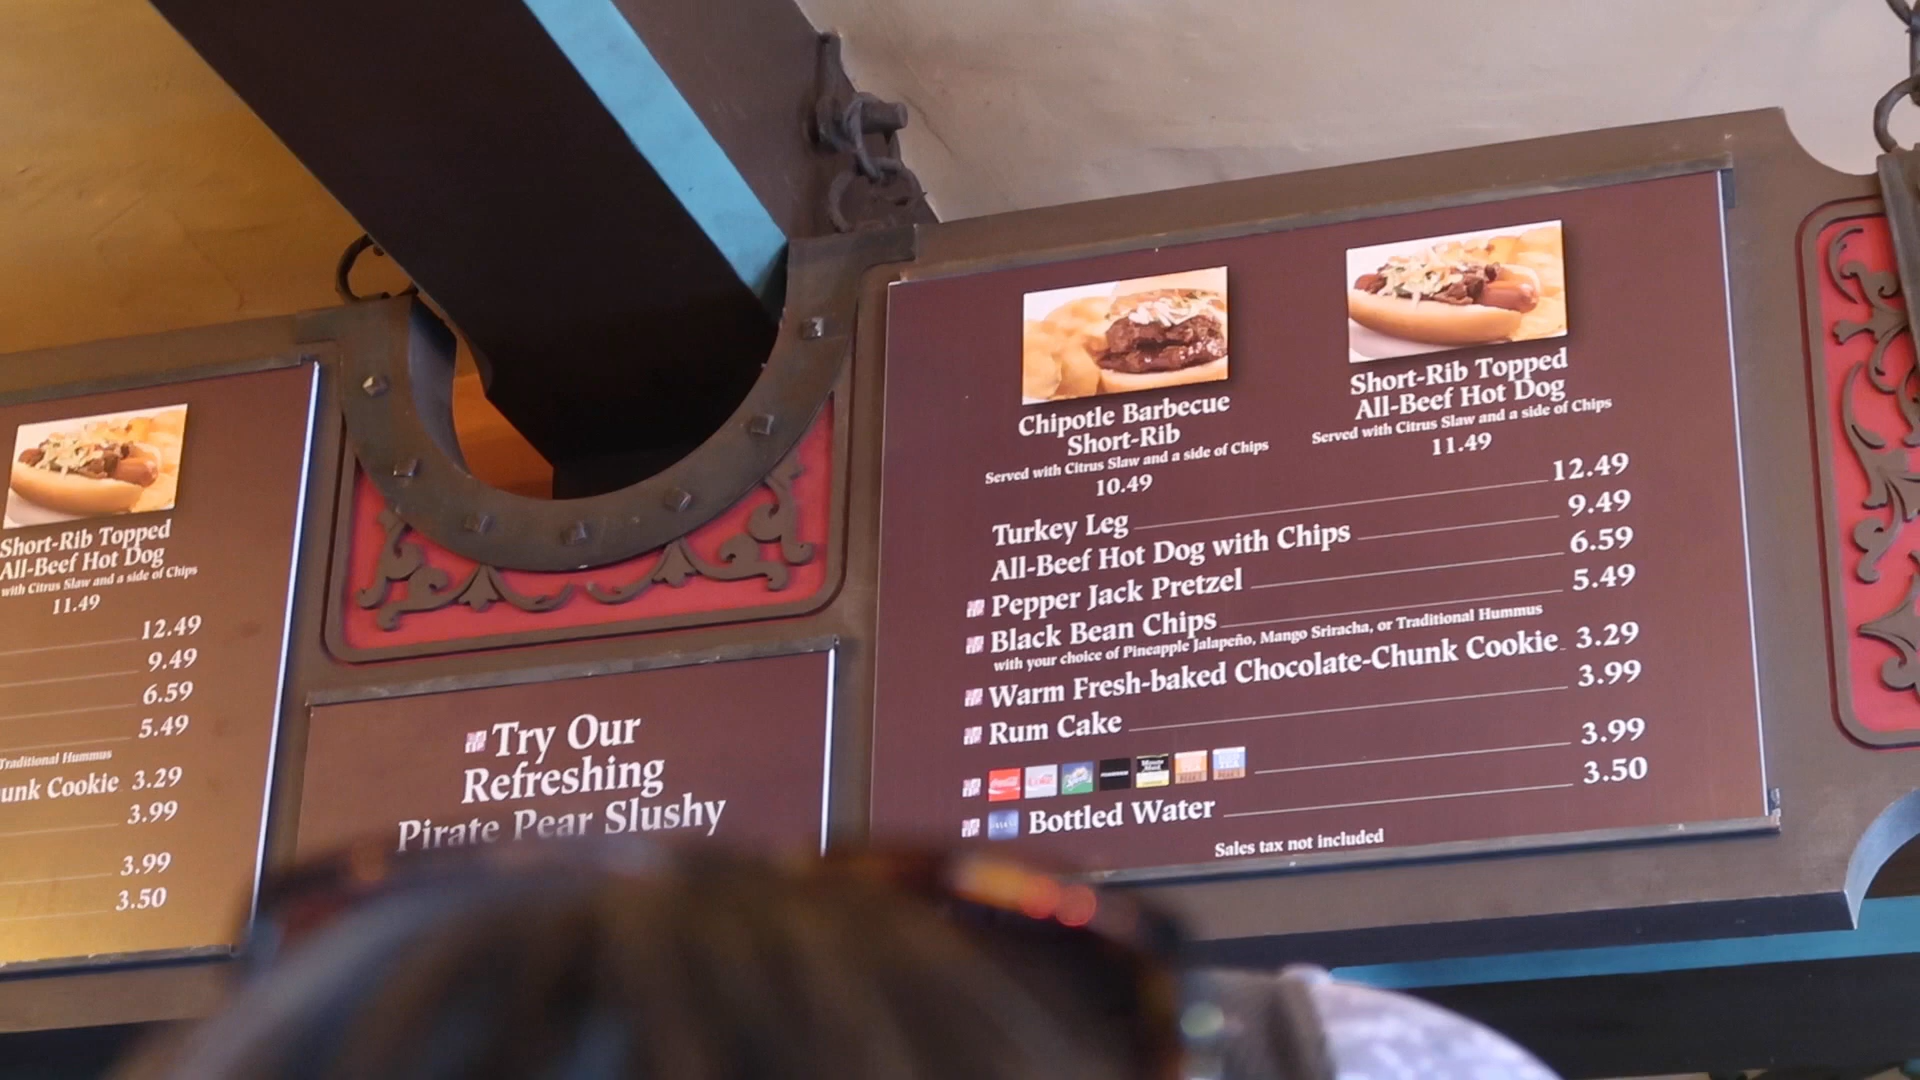 Short-Rib Topped
All-Beef Hot Dog
with Citrus Slaw and a side of Chips
11.49
12.49
9.49
6.59
5.49
Traditional Hummus
unk Cookie 3.29
3.99
3.99
3.50
Try Our
Refreshing
Pirate Pear Slushy
Chipotle Barbecue
Short-Rib
Served with Citrus Slaw and a side of Chips
10.49
Short-Rib Topped
All-Beef Hot Dog
Served with Citrus Slaw and a side of Chips
11.49
Turkey Leg 12.49
All-Beef Hot Dog with Chips 9.49
Pepper Jack Pretzel 6.59
Black Bean Chips 5.49
with your choice of Pineapple Jalapeño, Mango Sriracha, or Traditional Hummus
Warm Fresh-baked Chocolate-Chunk Cookie 3.29
Rum Cake 3.99
Coke Sprite Minute Maid 3.99
Bottled Water 3.50
Sales tax not included